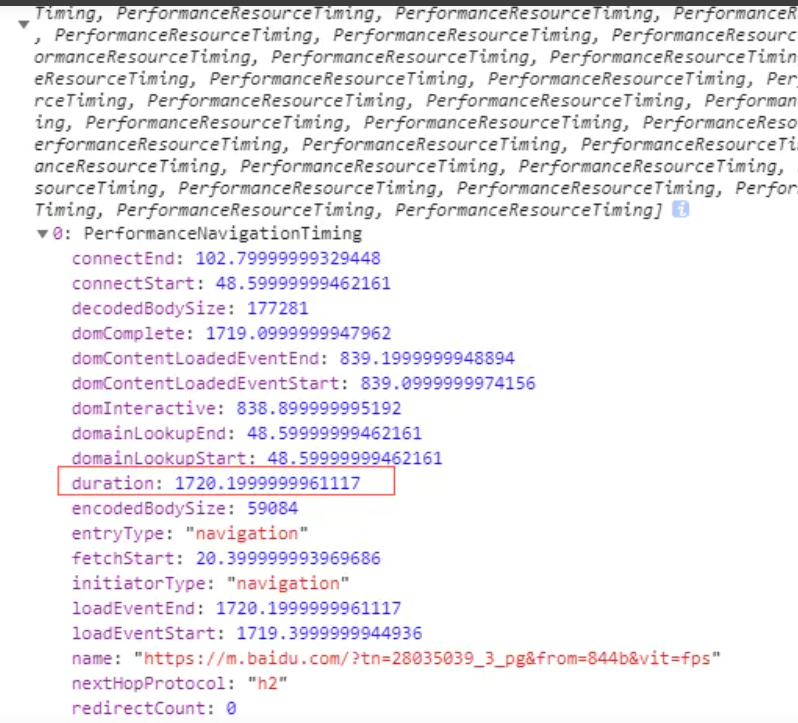 Timing, PerformanceResourceTiming, PerformanceResourceTiming, PerformanceR
, PerformanceResourceTiming, PerformanceResourceTiming, PerformanceResourc
ormanceResourceTiming, PerformanceResourceTiming, PerformanceResourceTimin
eResourceTiming, PerformanceResourceTiming, PerformanceResourceTiming, Per
rceTiming, PerformanceResourceTiming, PerformanceResourceTiming, Performan
ing, PerformanceResourceTiming, PerformanceResourceTiming, PerformanceReso
erformanceResourceTiming, PerformanceResourceTiming, PerformanceResourceTi
anceResourceTiming, PerformanceResourceTiming, PerformanceResourceTiming,
sourceTiming, PerformanceResourceTiming, PerformanceResourceTiming, Perfor
Timing, PerformanceResourceTiming, PerformanceResourceTiming] i
▼0: PerformanceNavigationTiming
connectEnd: 102.79999999329448
connectStart: 48.59999999462161
decodedBodySize: 177281
domComplete: 1719.0999999947962
domContentLoadedEventEnd: 839.1999999948894
domContentLoadedEventStart: 839.0999999974156
domInteractive: 838.899999995192
domainLookupEnd: 48.59999999462161
domainLookupStart: 48.59999999462161
duration: 1720.1999999961117
encodedBodySize: 59084
entryType: "navigation"
fetchStart: 20.399999993969686
initiatorType: "navigation"
loadEventEnd: 1720.1999999961117
loadEventStart: 1719.3999999944936
name: "https://m.baidu.com/?tn=28035039_3_pg&from=844b&vit=fps"
nextHopProtocol: "h2"
redirectCount: 0